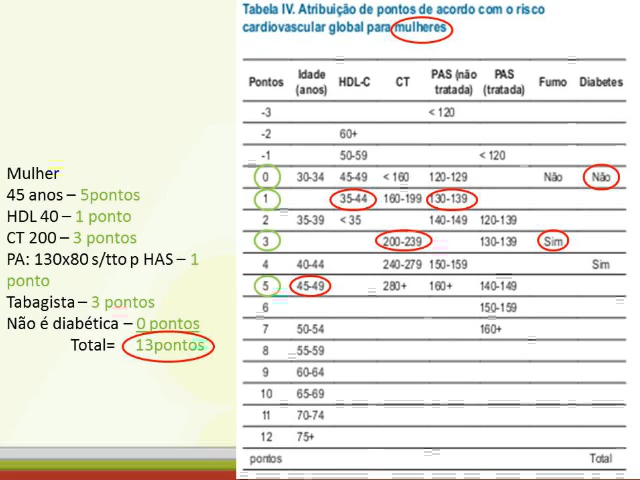 Tabela IV. Atribuição de pontos de acordo com o risco
cardiovascular global para mulheres
Mulher
45 anos – 5pontos
HDL 40 – 1 ponto
CT 200 – 3 pontos
PA: 130x80 s/tto p HAS – 1
ponto
Tabagista – 3 pontos
Não é diabética – 0 pontos
Total= 13pontos
Pontos Idade (anos) HDL-C CT PAS (não tratada) PAS (tratada) Fumo Diabetes
-3 < 120
-2 60+
-1 50-59 < 120
0 30-34 45-49 < 160 120-129 Não Não
1 35-44 160-199 130-139
2 35-39 < 35 140-149 120-139
3 200-239 130-139 Sim
4 40-44 240-279 150-159 Sim
5 45-49 280+ 160+ 140-149
6 150-159
7 50-54 160+
8 55-59
9 60-64
10 65-69
11 70-74
12 75+
pontos Total